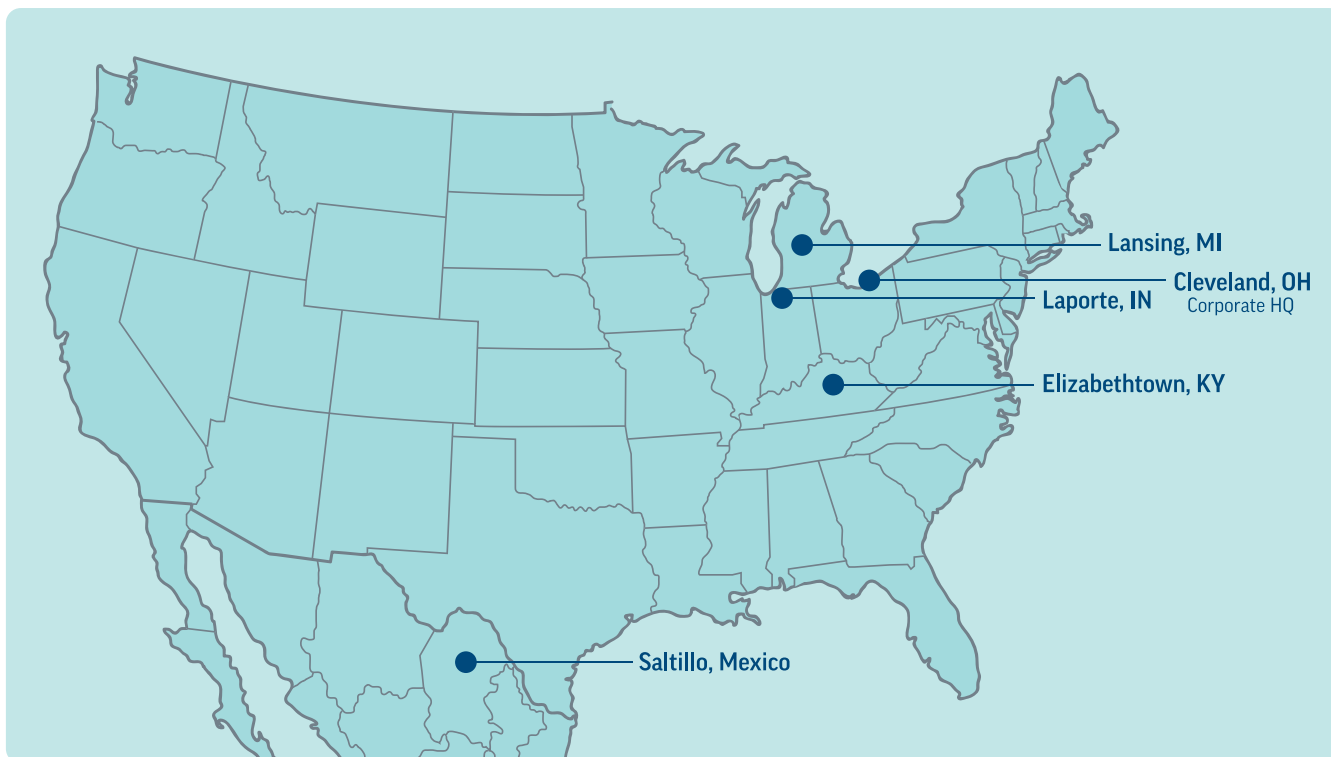 Lansing, MI
Cleveland, OH
Corporate HQ
Laporte, IN
Elizabethtown, KY
Saltillo, Mexico